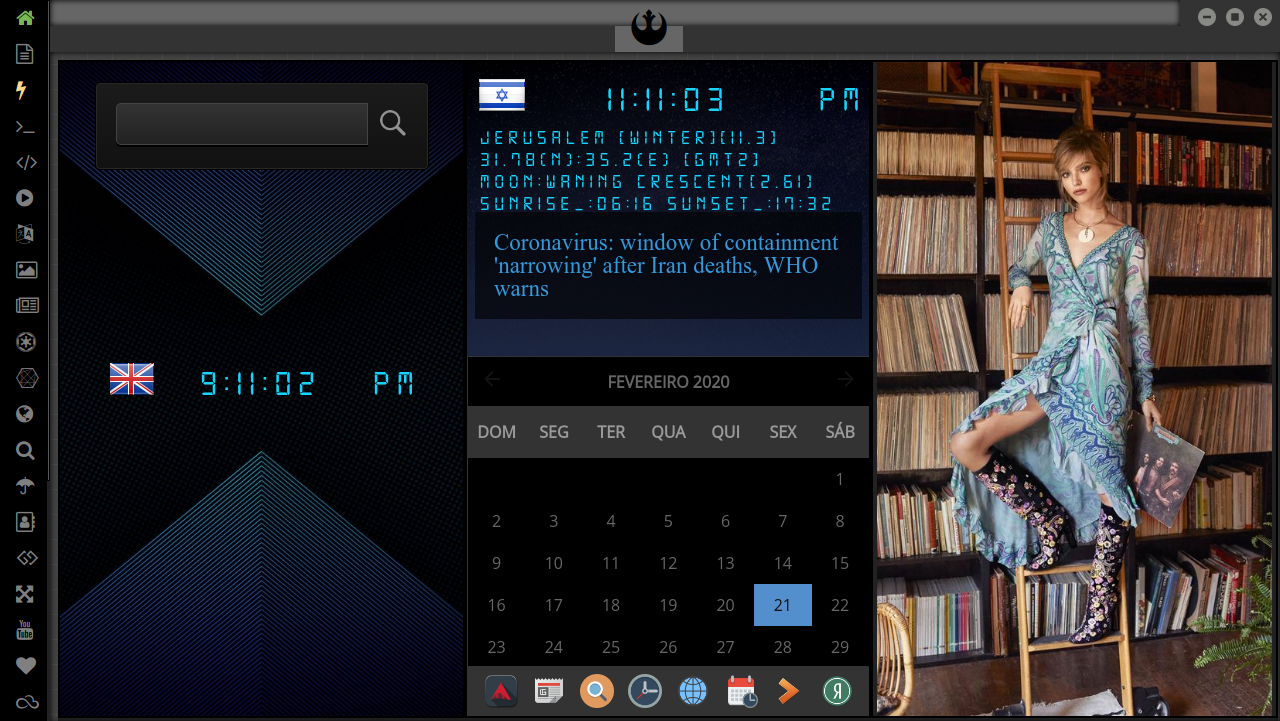 11:11:03 PM
JERUSALEM [WINTER][11.3]
31.78(N):35.2(E) [GMT2]
MOON:WANING CRESCENT[2.61]
SUNRISE_:06:16 SUNSET_:17:32
Coronavirus: window of containment
'narrowing' after Iran deaths, WHO
warns
9:11:02 PM
FEVEREIRO 2020
DOM SEG TER QUA QUI SEX SÁB
1
2 3 4 5 6 7 8
9 10 11 12 13 14 15
16 17 18 19 20 21 22
23 24 25 26 27 28 29
You
Tube
Я